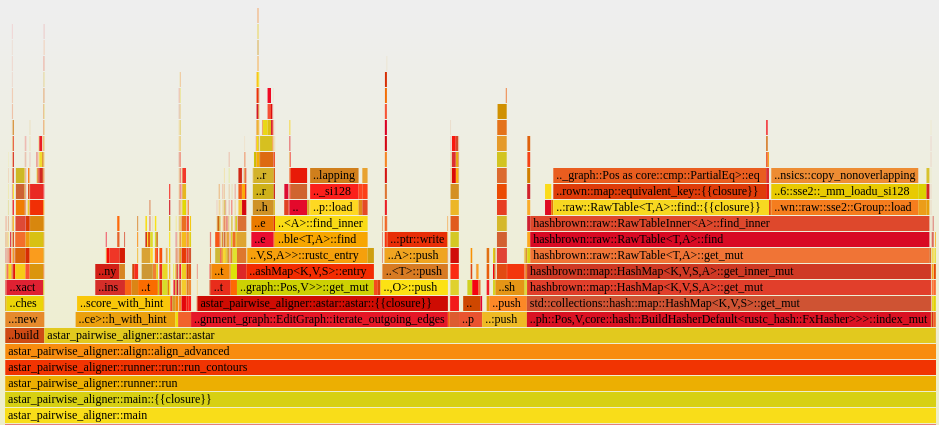 ..r ..lapping .._graph::Pos as core::cmp::PartialEq>::eq ..nsics::copy_nonoverlapping
..r .._si128 ..rown::map::equivalent_key::{{closure}} ..6::sse2::_mm_loadu_si128
..h .. ..p::load ..::raw::RawTable<T,A>::find::{{closure}} ..wn::raw::sse2::Group::load
..e ..<A>::find_inner hashbrown::raw::RawTableInner<A>::find_inner
..e ..ble<T,A>::find ..ptr::write hashbrown::raw::RawTable<T,A>::find
..V,S,A>>::rustc_entry ..A>::push hashbrown::raw::RawTable<T,A>::get_mut
..ny ..t ..ashMap<K,V,S>::entry ..<T>::push hashbrown::map::HashMap<K,V,S,A>::get_inner_mut
..xact ..ins ..t ..t ..graph::Pos,V>>::get_mut ..,O>::push ..sh hashbrown::map::HashMap<K,V,S,A>::get_mut
..ches ..score_with_hint astar_pairwise_aligner::astar::astar::{{closure}} .. ..push std::collections::hash::map::HashMap<K,V,S>::get_mut
..new ..ce>::h_with_hint ..gnment_graph::EditGraph::iterate_outgoing_edges ..p ..:push ..ph::Pos,V,core::hash::BuildHasherDefault<rustc_hash::FxHasher>>>::index_mut
..build astar_pairwise_aligner::astar::astar
astar_pairwise_aligner::align::align_advanced
astar_pairwise_aligner::runner::run::run_contours
astar_pairwise_aligner::runner::run
astar_pairwise_aligner::main::{{closure}}
astar_pairwise_aligner::main